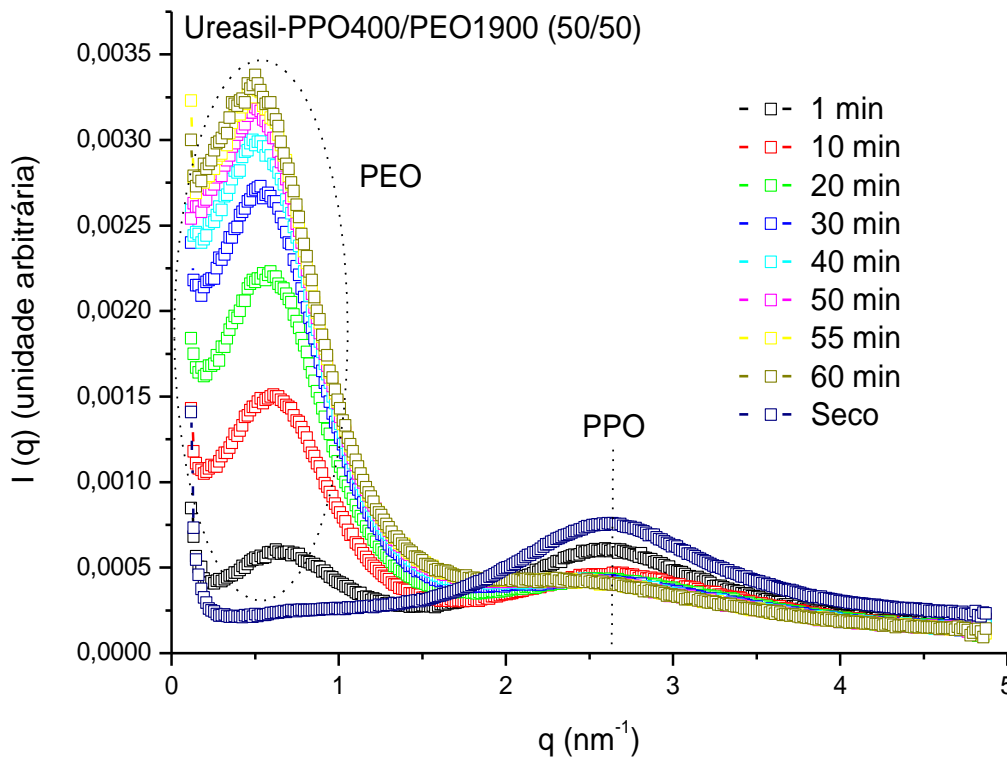 Ureasil-PPO400/PEO1900 (50/50)
0,0035
0,0030
0,0025
0,0020
0,0015
0,0010
0,0005
0,0000
I (q) (unidade arbitrária)
PEO
PPO
1 min
10 min
20 min
30 min
40 min
50 min
55 min
60 min
Seco
0
1
2
3
4
5
q (nm⁻¹)